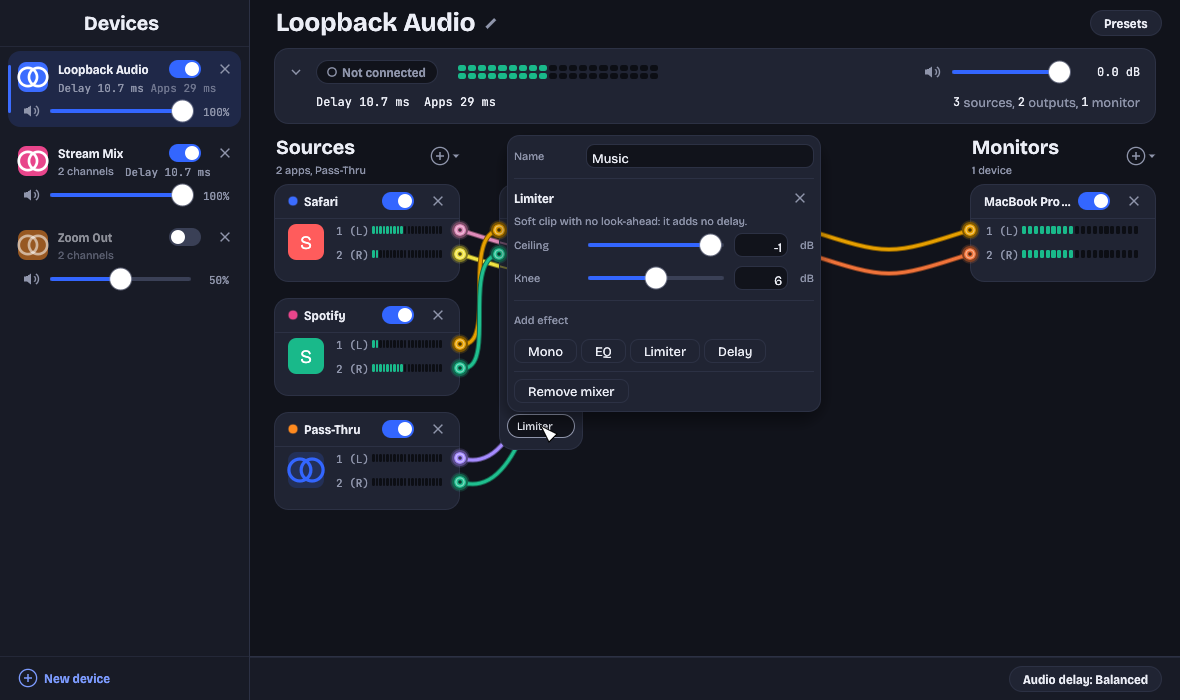 Devices
Loopback Audio
Delay 10.7 ms Apps 29 ms
100%
Stream Mix
2 channels Delay 10.7 ms
100%
Zoom Out
2 channels
50%
New device
Loopback Audio
Presets
Not connected
0.0 dB
Delay 10.7 ms Apps 29 ms
3 sources, 2 outputs, 1 monitor
Sources
2 apps, Pass-Thru
Safari
S
1 (L)
2 (R)
Spotify
S
1 (L)
2 (R)
Pass-Thru
1 (L)
2 (R)
Name
Music
Limiter
Soft clip with no look-ahead: it adds no delay.
Ceiling
-1
dB
Knee
6
dB
Add effect
Mono
EQ
Limiter
Delay
Remove mixer
Limiter
Monitors
1 device
MacBook Pro ...
1 (L)
2 (R)
Audio delay: Balanced